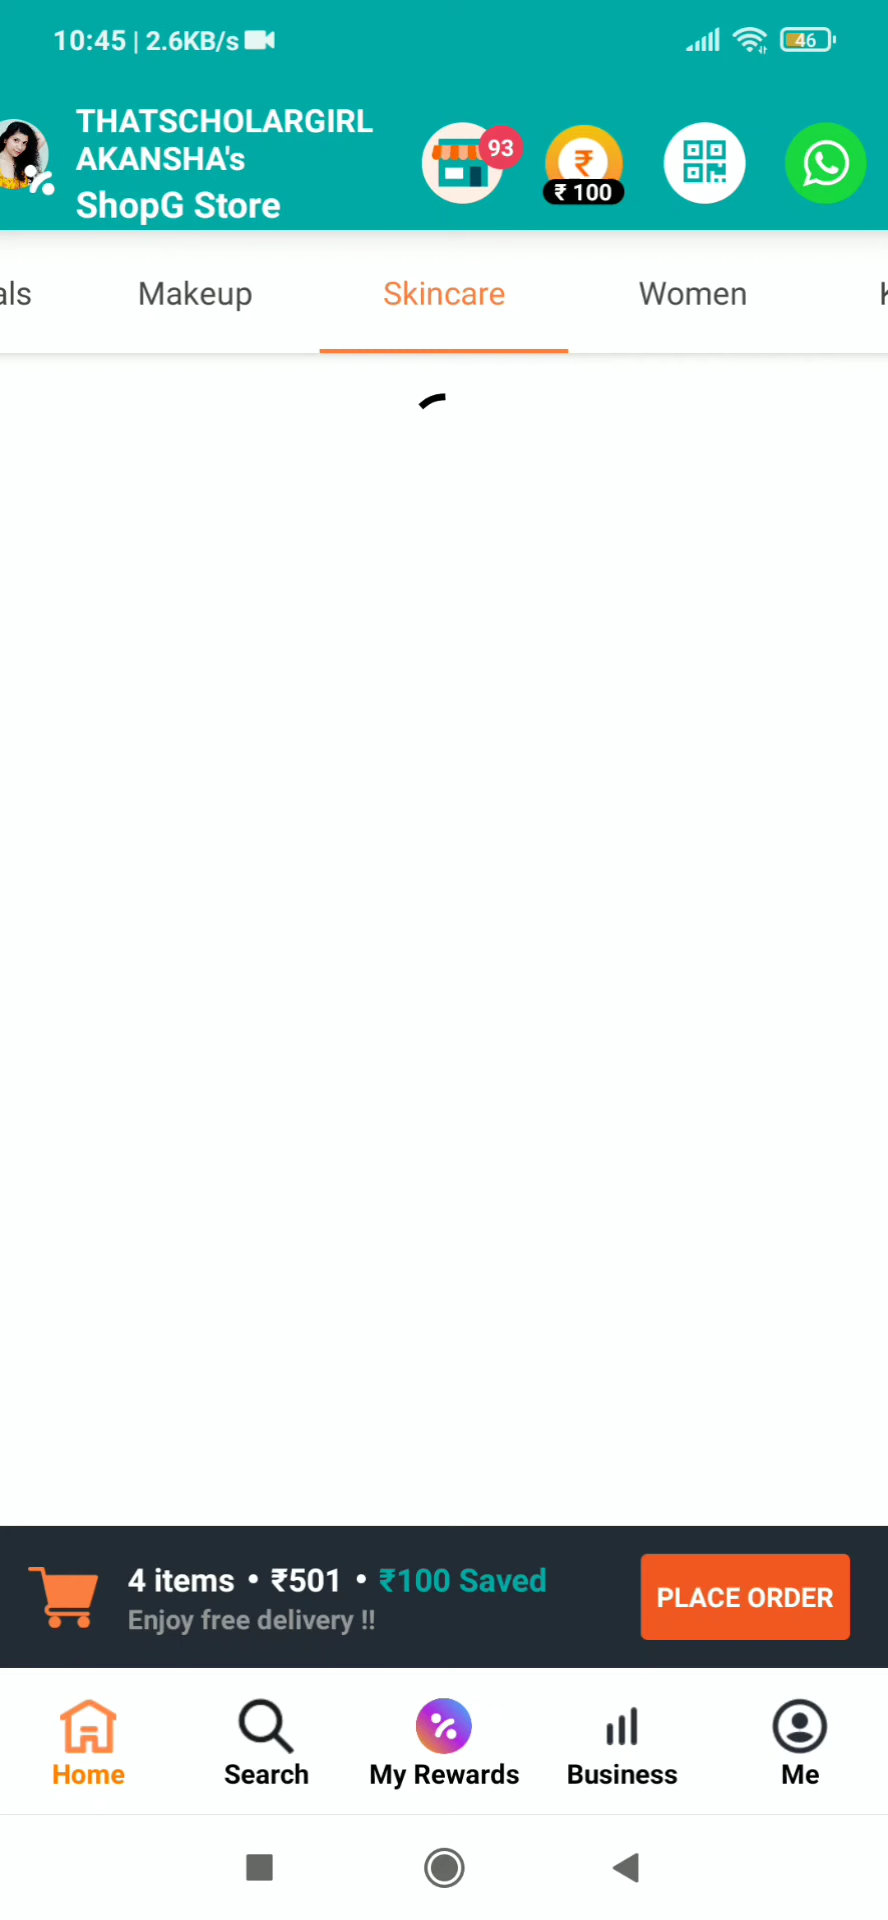 10:45 | 2.6KB/s
46
THATSCHOLARGIRL
AKANSHA's
ShopG Store
93
₹
₹ 100
als
Makeup
Skincare
Women
4 items • ₹501 • ₹100 Saved
Enjoy free delivery !!
PLACE ORDER
Home
Search
My Rewards
Business
Me